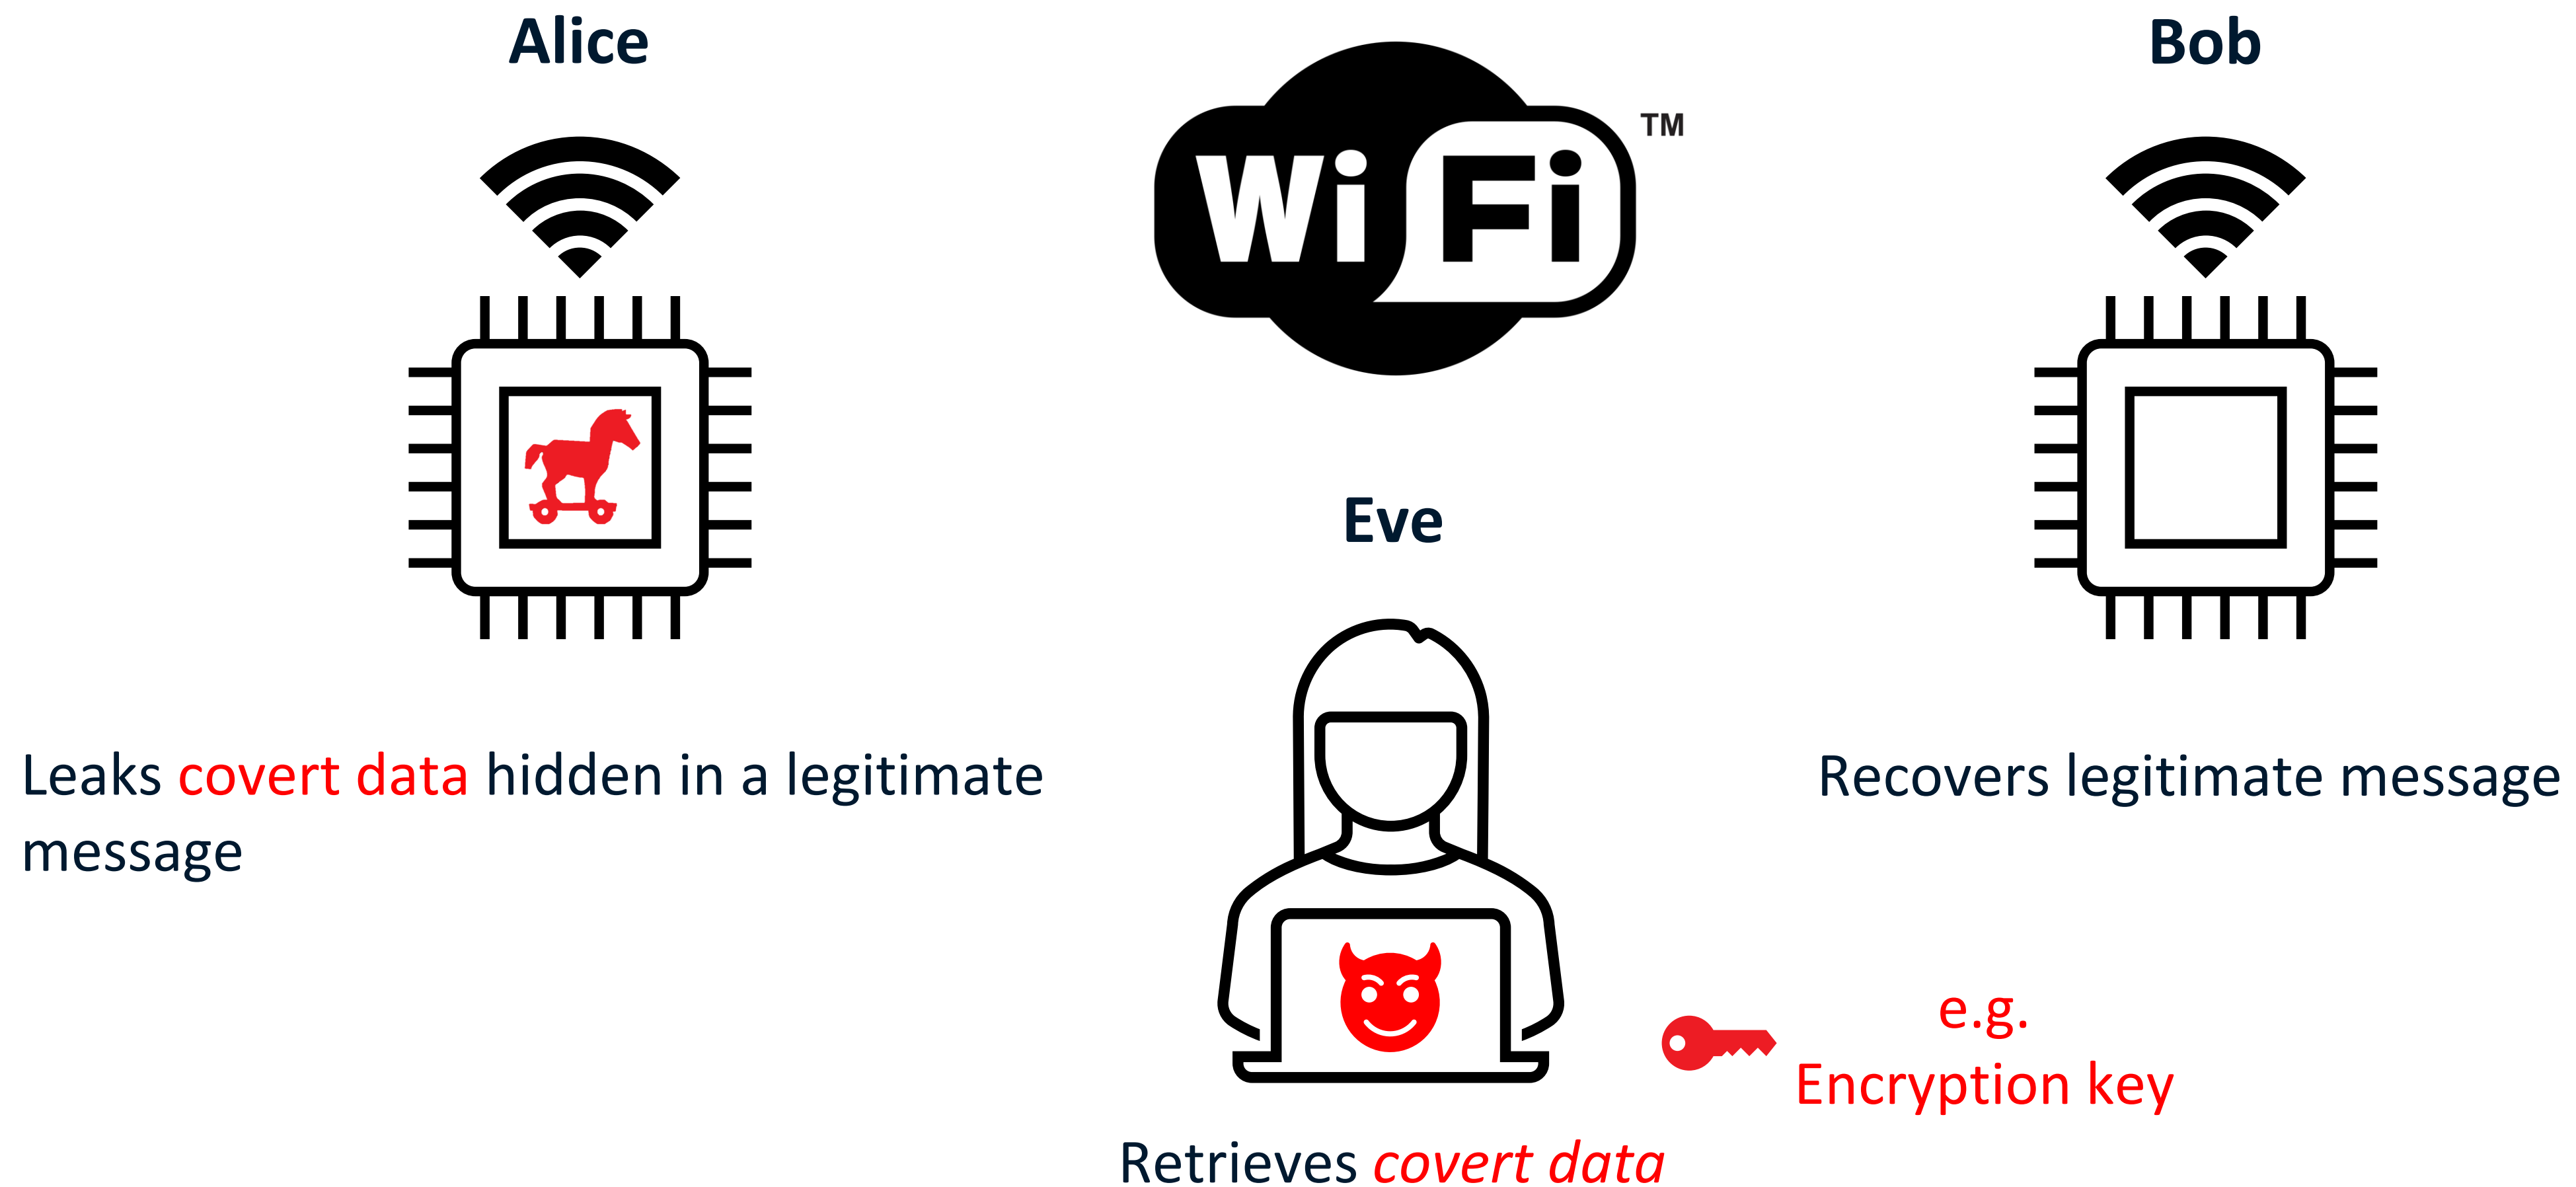 Alice
Bob
Wi Fi
TM
Eve
Leaks covert data hidden in a legitimate
message
Recovers legitimate message
e.g.
Encryption key
Retrieves covert data